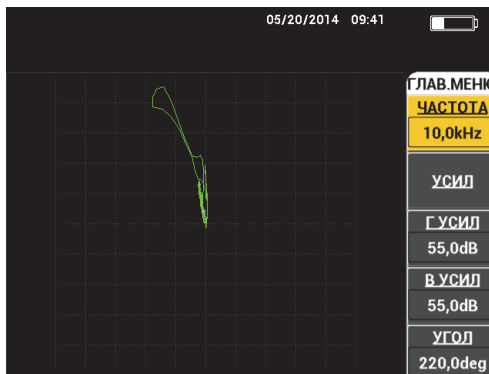 05/20/2014 09:41
ГЛАВ.МЕНЮ
ЧАСТОТА
10,0kHz
УСИЛ
Г УСИЛ
55,0dB
В УСИЛ
55,0dB
УГОЛ
220,0deg